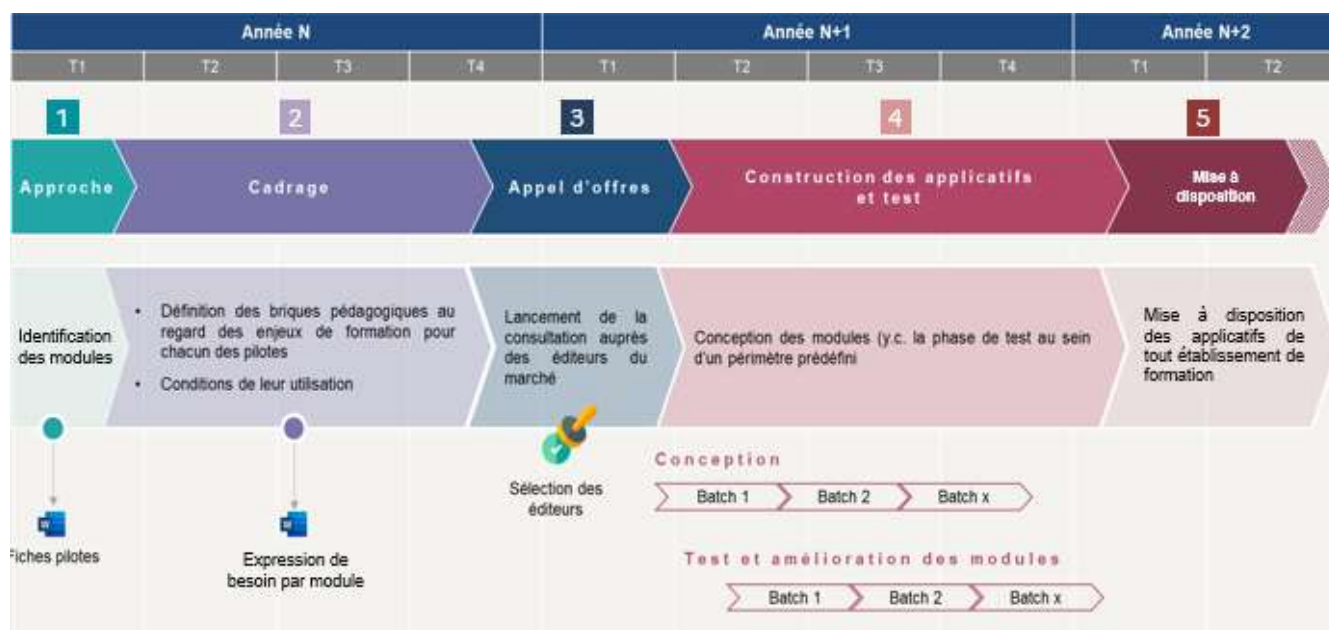 Année N
Année N+1
Année N+2
T1
T2
T3
T4
T1
T2
T3
T4
T1
T2
1
2
3
4
5
Approche
Cadrage
Appel d'offres
Construction des applicatifs
et test
Mise à
disposition
Identification
des modules
• Définition des briques pédagogiques au
regard des enjeux de formation pour
chacun des pilotes
• Conditions de leur utilisation
Lancement de la
consultation auprès
des éditeurs du
marché
Conception des modules (y.c. la phase de test au sein
d'un périmètre prédéfini
Mise à disposition
des applicatifs de
tout établissement de
formation
Fiches pilotes
Expression de
besoin par module
Sélection des
éditeurs
Conception
Batch 1
Batch 2
Batch x
Test et amélioration des modules
Batch 1
Batch 2
Batch x